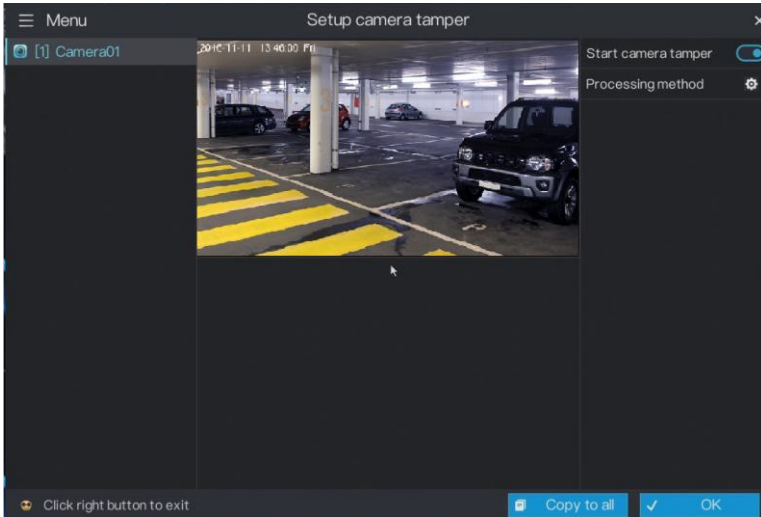 Menu
Setup camera tamper
[1] Camera01
2016-11-11 13:46:00 Fri
Start camera tamper
Processing method
Click right button to exit
Copy to all
OK